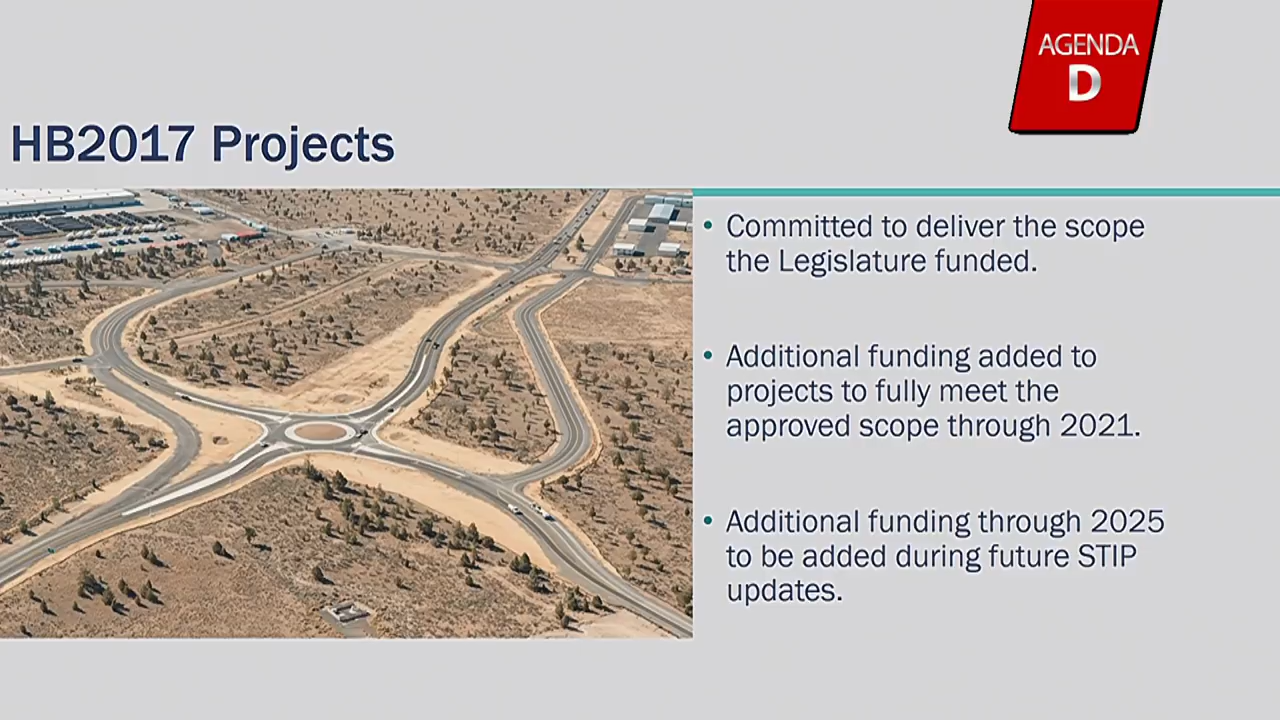 AGENDA
D
HB2017 Projects
• Committed to deliver the scope
the Legislature funded.
• Additional funding added to
projects to fully meet the
approved scope through 2021.
• Additional funding through 2025
to be added during future STIP
updates.